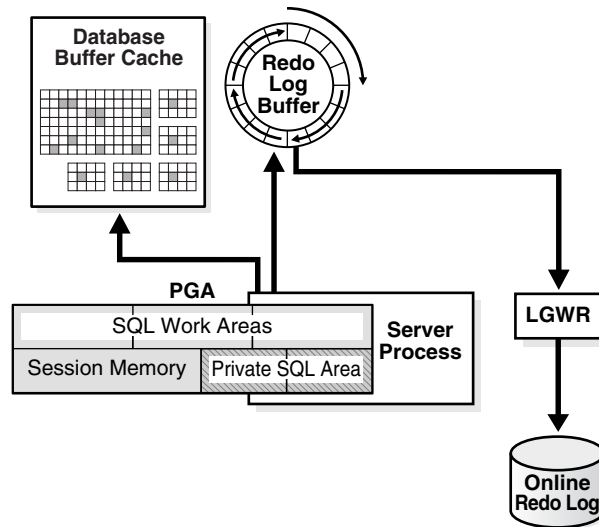 Database
Buffer Cache
Redo
Log
Buffer
PGA
SQL Work Areas
Session Memory
Private SQL Area
Server
Process
LGWR
Online
Redo Log